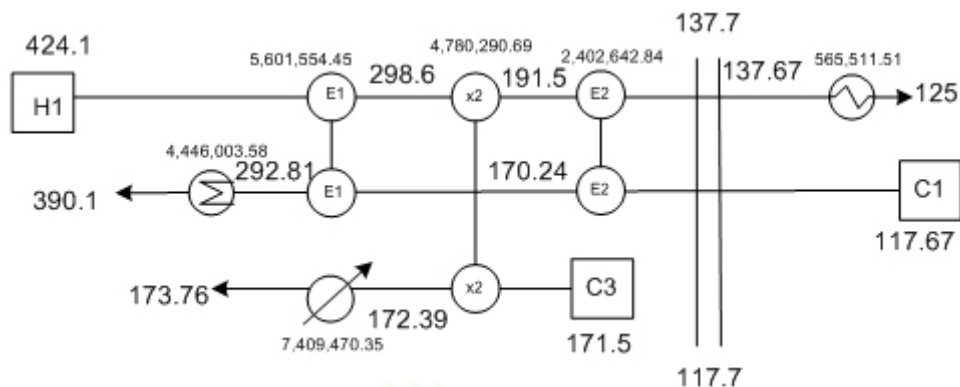 137.7
424.1
5,601,554.45
4,780,290.69
2,402,642.84
565,511.51
H1
E1
298.6
x2
191.5
E2
137.67
125
4,446,003.58
390.1
292.81
E1
170.24
E2
C1
117.67
173.76
7,409,470.35
172.39
x2
C3
171.5
117.7